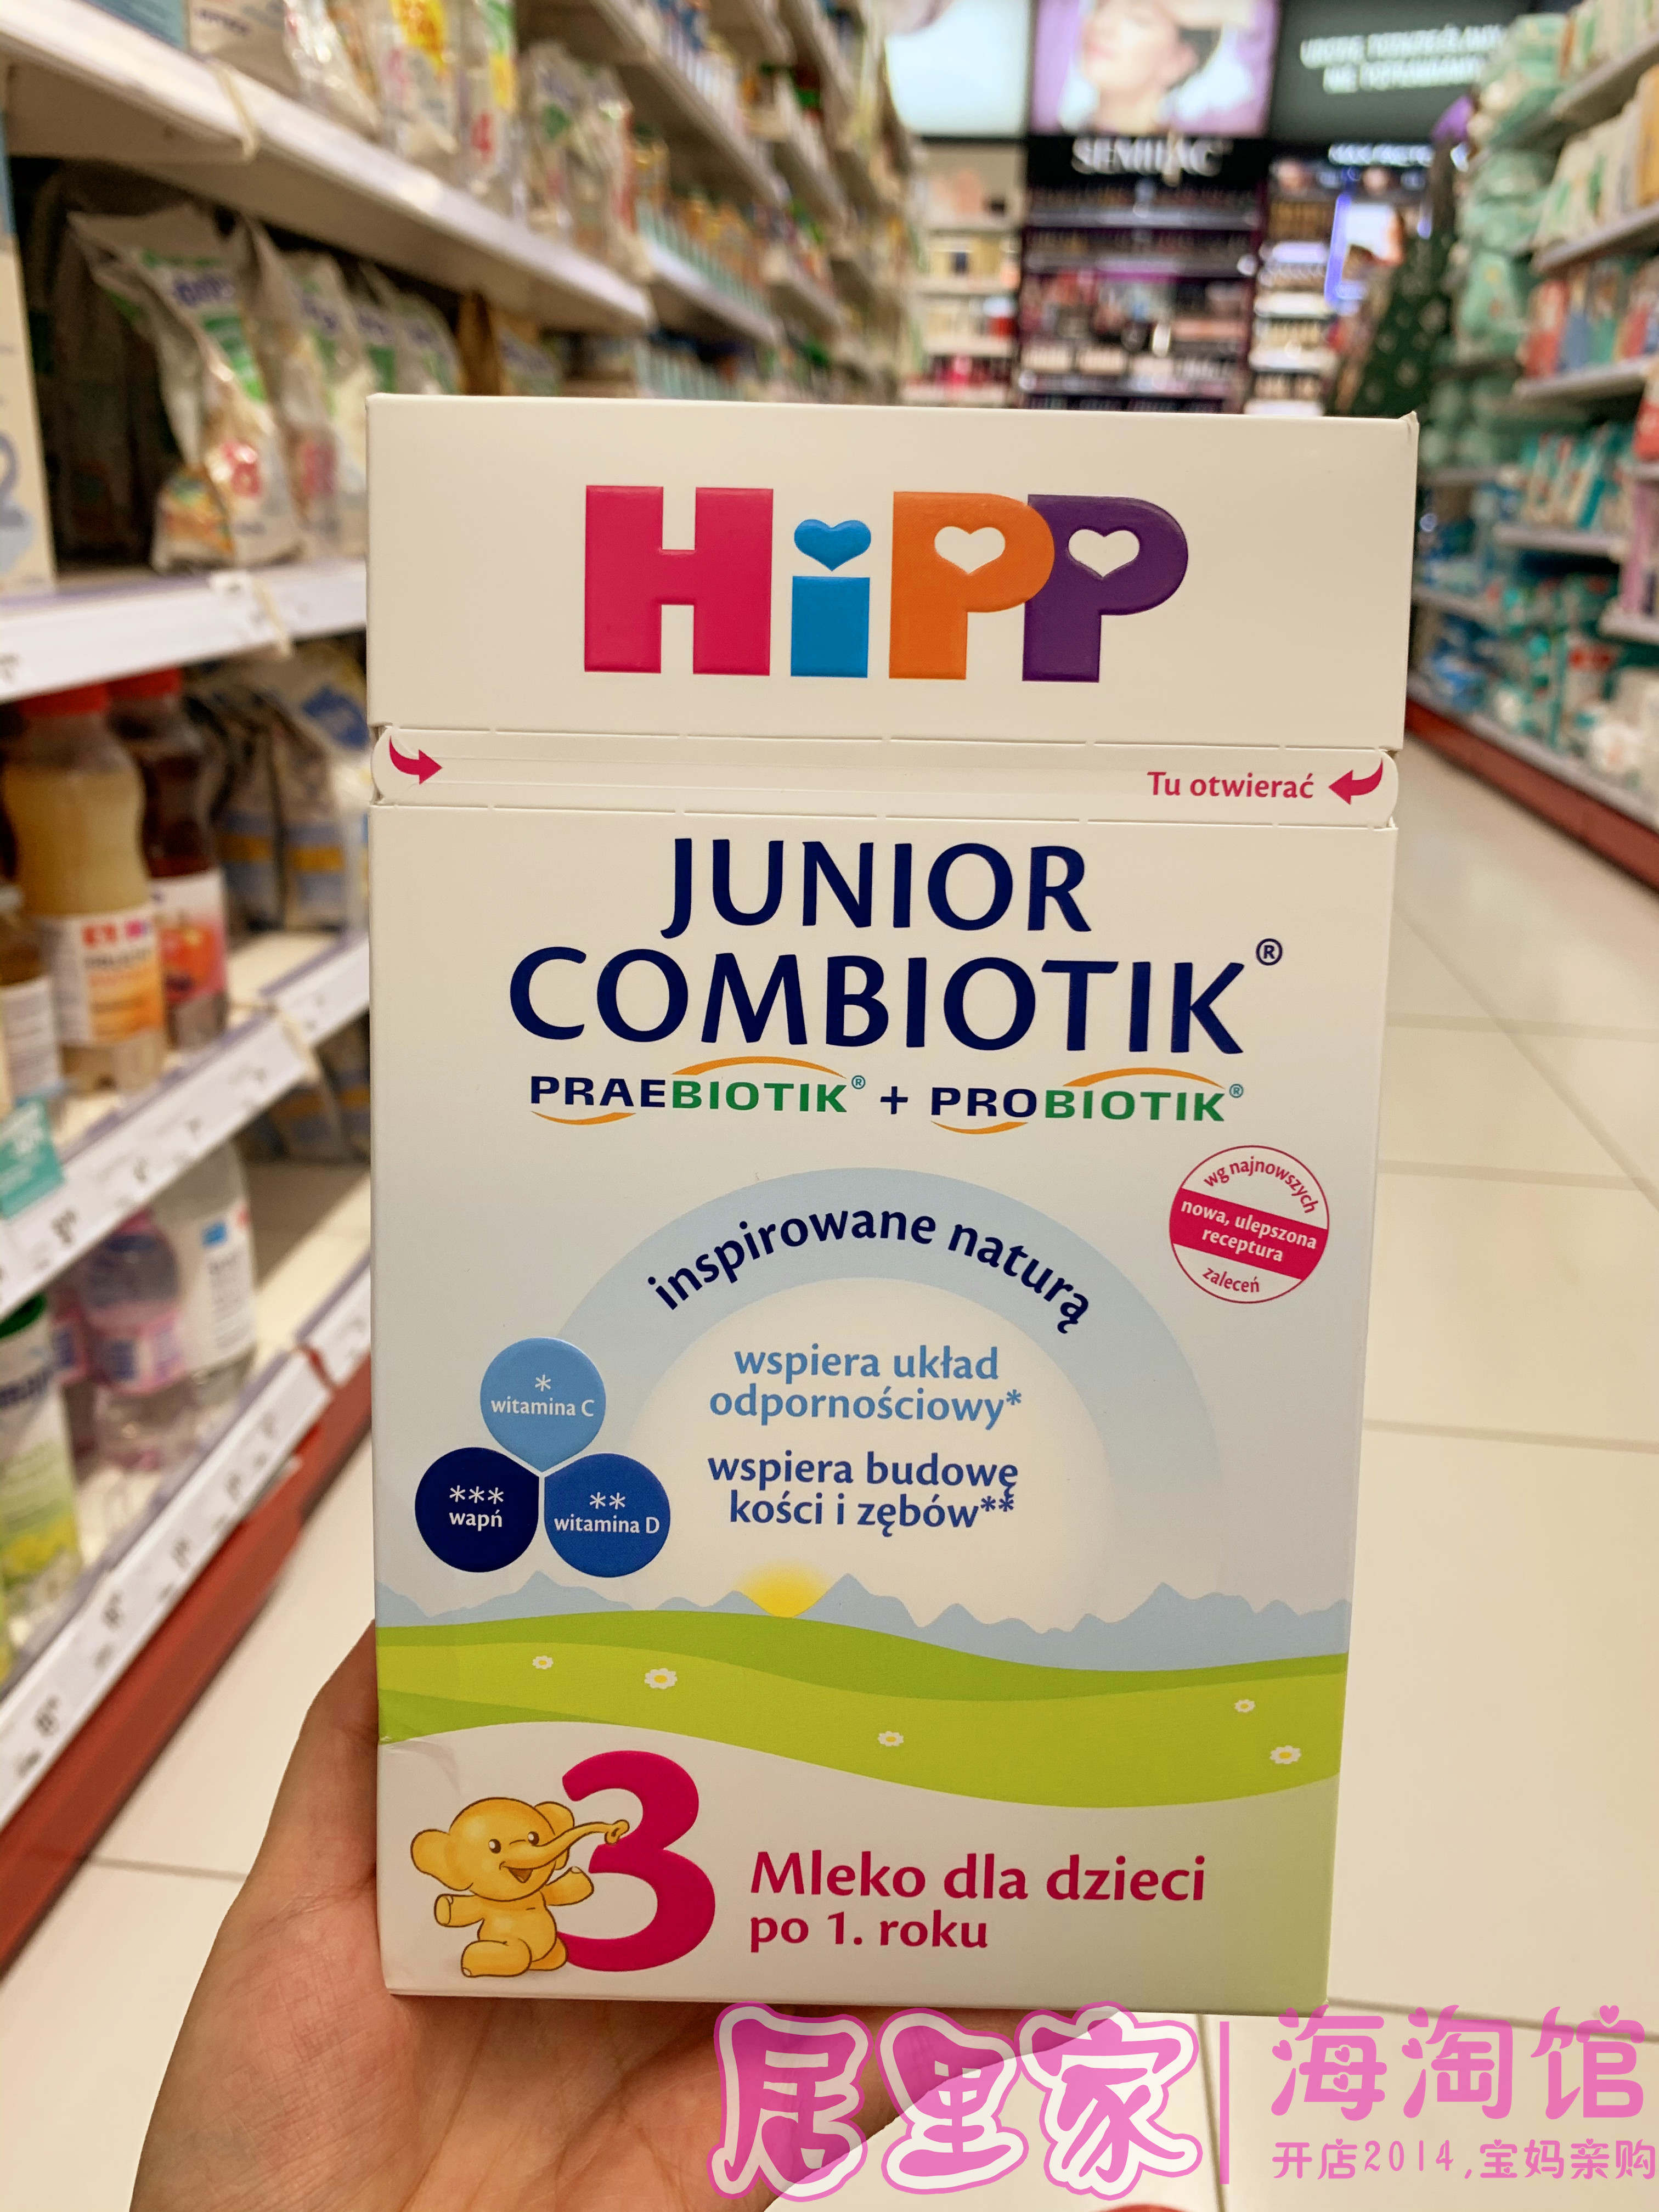 SEMILAC
HiPP
Tu otwierać
JUNIOR
COMBIOTIK®
PRAEBIOTIK® + PROBIOTIK®
wg najnowszych
nowa, ulepszona
receptura
zaleceń
inspirowane naturą
wspiera układ
odpornościowy*
wspiera budowę
kości i zębów**
*
witamina C
***
wapń
**
witamina D
3
Mleko dla dzieci
po 1. roku
居里家
海淘馆
开店2014,宝妈亲购